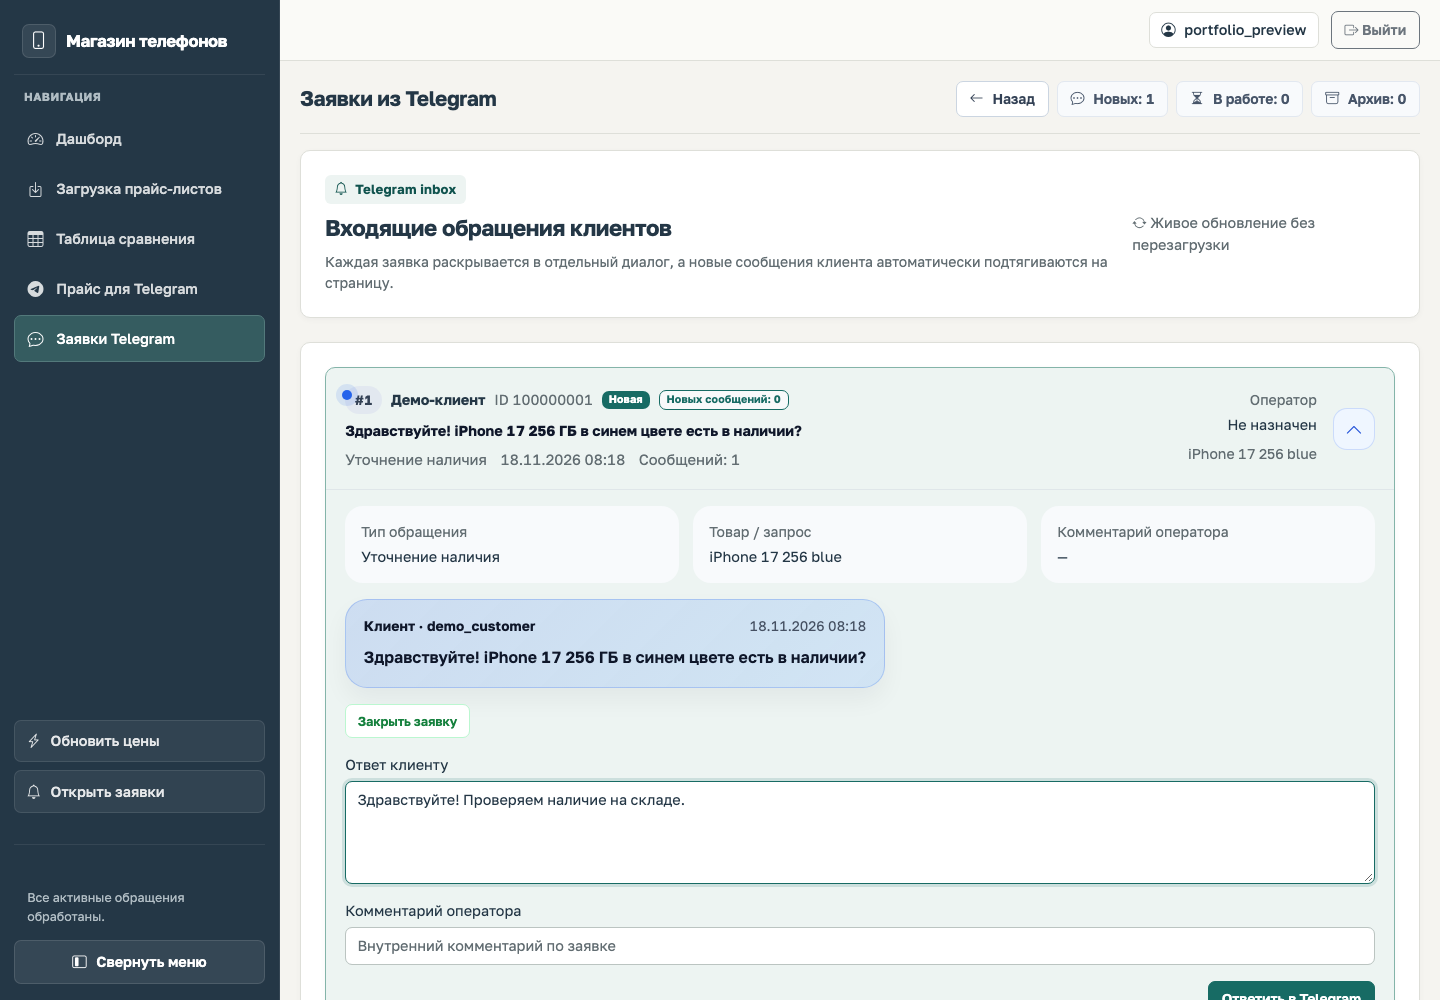 Магазин телефонов
НАВИГАЦИЯ
Дашборд
Загрузка прайс-листов
Таблица сравнения
Прайс для Telegram
Заявки Telegram
Обновить цены
Открыть заявки
Все активные обращения
обработаны.
Свернуть меню
portfolio_preview
Выйти
Заявки из Telegram
Назад
Новых: 1
В работе: 0
Архив: 0
Telegram inbox
Входящие обращения клиентов
Каждая заявка раскрывается в отдельный диалог, а новые сообщения клиента автоматически подтягиваются на
страницу.
Живое обновление без
перезагрузки
#1 Демо-клиент ID 100000001 Новая Новых сообщений: 0
Здравствуйте! iPhone 17 256 ГБ в синем цвете есть в наличии?
Уточнение наличия 18.11.2026 08:18 Сообщений: 1
Оператор
Не назначен
iPhone 17 256 blue
Тип обращения
Уточнение наличия
Товар / запрос
iPhone 17 256 blue
Комментарий оператора
—
Клиент · demo_customer 18.11.2026 08:18
Здравствуйте! iPhone 17 256 ГБ в синем цвете есть в наличии?
Закрыть заявку
Ответ клиенту
Здравствуйте! Проверяем наличие на складе.
Комментарий оператора
Внутренний комментарий по заявке
Ответить в Telegram